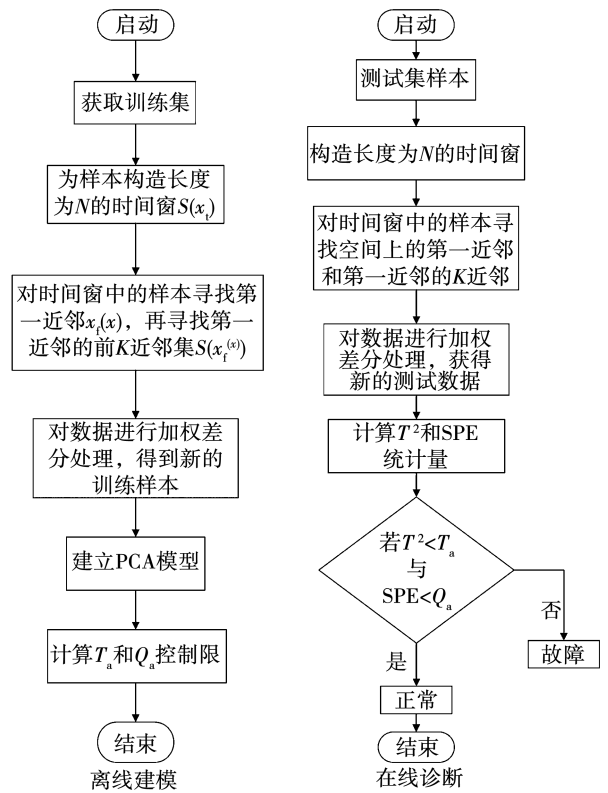 启动
获取训练集
为样本构造长度
为N的时间窗S(xₜ)
对时间窗中的样本寻找第
一近邻x_f(x)，再寻找第一
近邻的前K近邻集S(x_f^(x))
对数据进行加权差
分处理，得到新的
训练样本
建立PCA模型
计算Tₐ和Qₐ控制限
结束
离线建模
启动
测试集样本
构造长度为N的时间窗
对时间窗中的样本寻
找空间上的第一近邻
和第一近邻的K近邻
对数据进行加权
差分处理，获得
新的测试数据
计算T²和SPE
统计量
若T²<Tₐ
与
SPE<Qₐ
否
故障
是
正常
结束
在线诊断